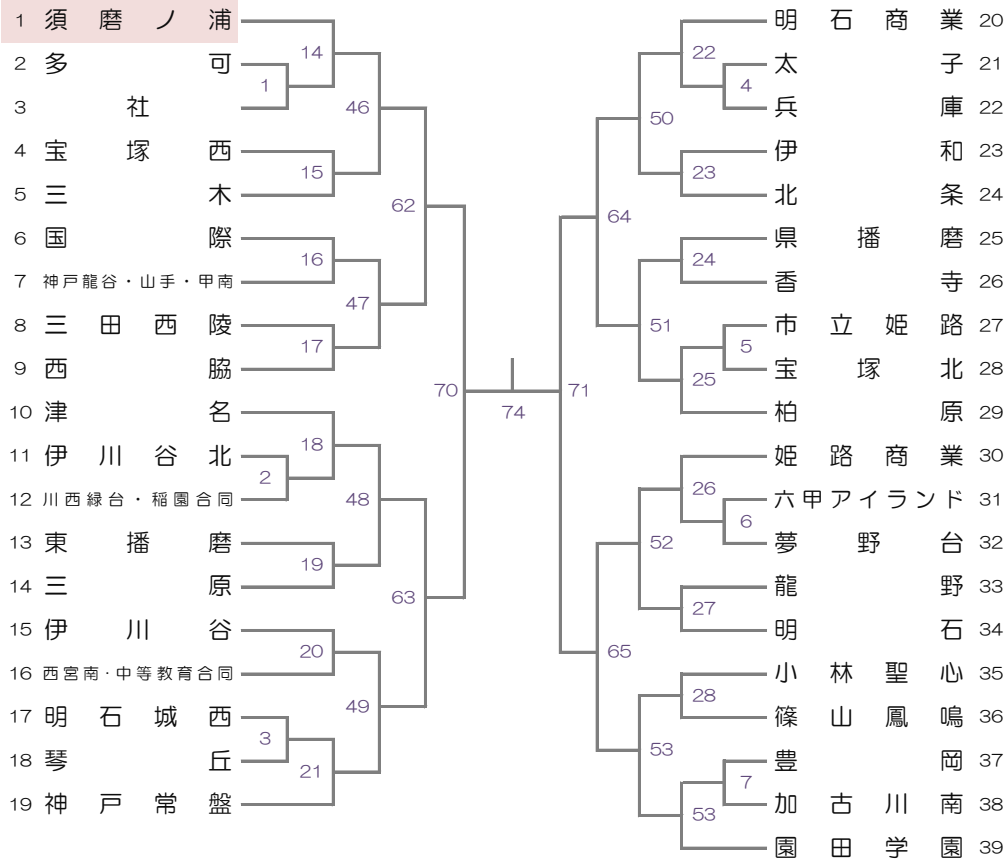 1 須磨ノ浦
2 多可
3 社
4 宝塚西
5 三木
6 国際
7 神戸龍谷・山手・甲南
8 三田西陵
9 西脇
10 津名
11 伊川谷北
12 川西緑台・稲園合同
13 東播磨
14 三原
15 伊川谷
16 西宮南・中等教育合同
17 明石城西
18 琴丘
19 神戸常盤
14
1
46
15
62
16
47
17
70
18
2
48
19
63
20
49
3
21
74
71
22
4
50
23
64
24
51
5
25
26
6
52
27
65
28
53
7
53
明石商業 20
太子 21
兵庫 22
伊和 23
北条 24
県播磨 25
香寺 26
市立姫路 27
宝塚北 28
柏原 29
姫路商業 30
六甲アイランド 31
夢野台 32
龍野 33
明石 34
小林聖心 35
篠山鳳鳴 36
豊岡 37
加古川南 38
園田学園 39